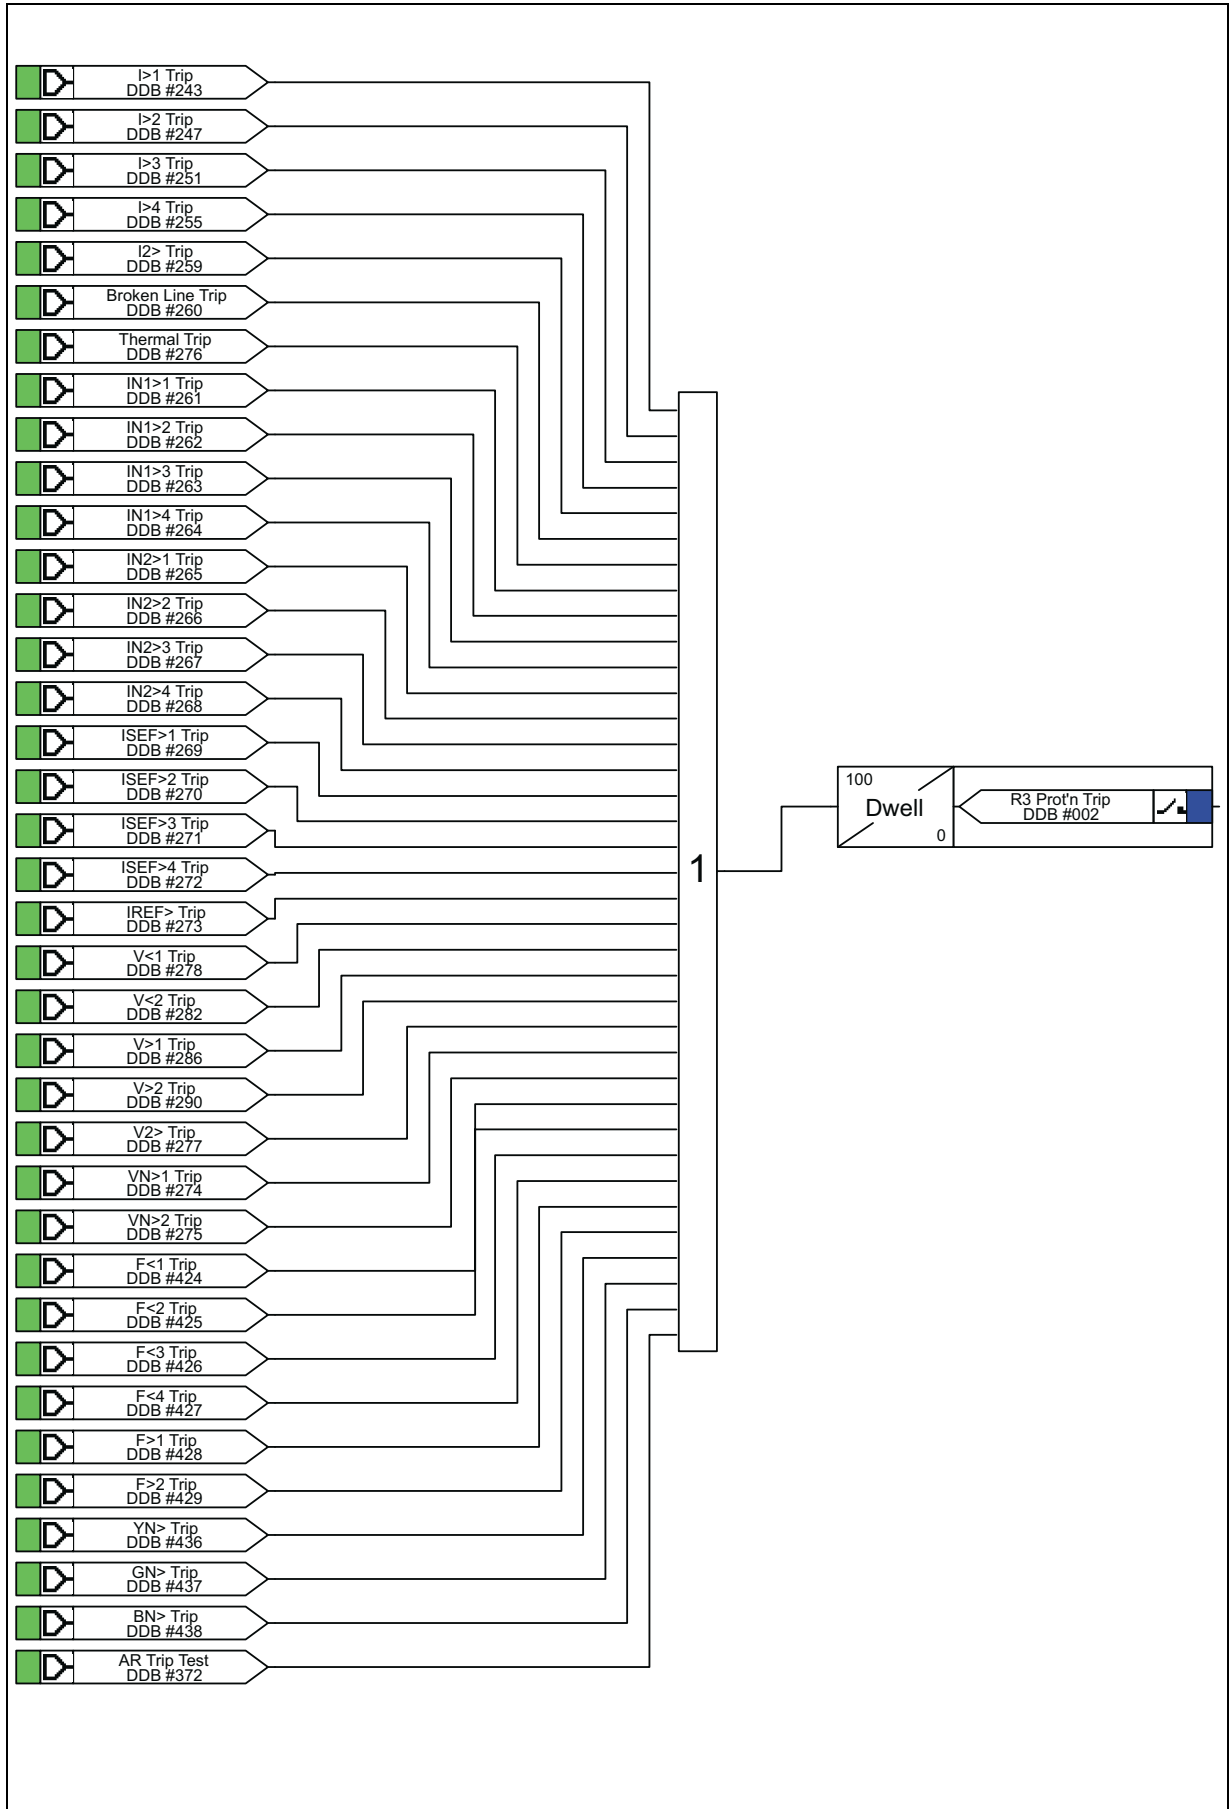 I>1 Trip
DDB #243
I>2 Trip
DDB #247
I>3 Trip
DDB #251
I>4 Trip
DDB #255
I2> Trip
DDB #259
Broken Line Trip
DDB #260
Thermal Trip
DDB #276
IN1>1 Trip
DDB #261
IN1>2 Trip
DDB #262
IN1>3 Trip
DDB #263
IN1>4 Trip
DDB #264
IN2>1 Trip
DDB #265
IN2>2 Trip
DDB #266
IN2>3 Trip
DDB #267
IN2>4 Trip
DDB #268
ISEF>1 Trip
DDB #269
ISEF>2 Trip
DDB #270
ISEF>3 Trip
DDB #271
ISEF>4 Trip
DDB #272
IREF> Trip
DDB #273
V<1 Trip
DDB #278
V<2 Trip
DDB #282
V>1 Trip
DDB #286
V>2 Trip
DDB #290
V2> Trip
DDB #277
VN>1 Trip
DDB #274
VN>2 Trip
DDB #275
F<1 Trip
DDB #424
F<2 Trip
DDB #425
F<3 Trip
DDB #426
F<4 Trip
DDB #427
F>1 Trip
DDB #428
F>2 Trip
DDB #429
YN> Trip
DDB #436
GN> Trip
DDB #437
BN> Trip
DDB #438
AR Trip Test
DDB #372
1
100
Dwell
0
R3 Prot'n Trip
DDB #002